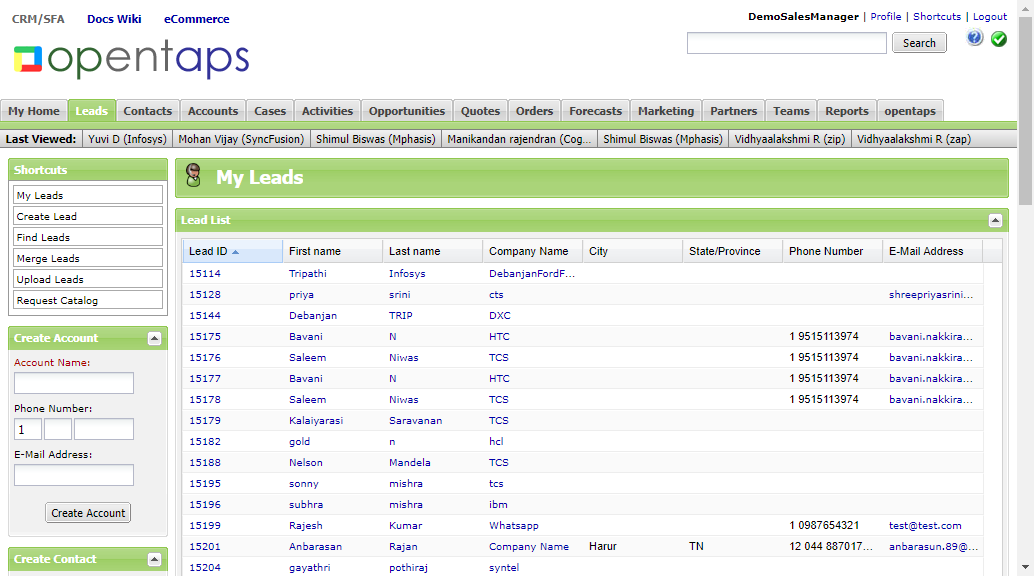 CRM/SFA Docs Wiki eCommerce
DemoSalesManager | Profile | Shortcuts | Logout
opentaps
Search
My Home Leads Contacts Accounts Cases Activities Opportunities Quotes Orders Forecasts Marketing Partners Teams Reports opentaps
Last Viewed: Yuvi D (Infosys) Mohan Vijay (SyncFusion) Shimul Biswas (Mphasis) Manikandan rajendran (Cog... Shimul Biswas (Mphasis) Vidhyaalakshmi R (zip) Vidhyaalakshmi R (zap)
Shortcuts
My Leads
Create Lead
Find Leads
Merge Leads
Upload Leads
Request Catalog
Create Account
Account Name:
Phone Number:
1
E-Mail Address:
Create Account
Create Contact
My Leads
Lead List
Lead ID First name Last name Company Name City State/Province Phone Number E-Mail Address
15114 Tripathi Infosys DebanjanFordF...
15128 priya srini cts shreepriyasrini...
15144 Debanjan TRIP DXC
15175 Bavani N HTC 1 9515113974 bavani.nakkira...
15176 Saleem Niwas TCS 1 9515113974 bavani.nakkira...
15177 Bavani N HTC 1 9515113974 bavani.nakkira...
15178 Saleem Niwas TCS 1 9515113974 bavani.nakkira...
15179 Kalaiyarasi Saravanan TCS
15182 gold n hcl
15188 Nelson Mandela TCS
15195 sonny mishra tcs
15196 subhra mishra ibm
15199 Rajesh Kumar Whatsapp 1 0987654321 test@test.com
15201 Anbarasan Rajan Company Name Harur TN 12 044 887017... anbarasun.89@...
15204 gayathri pothiraj syntel